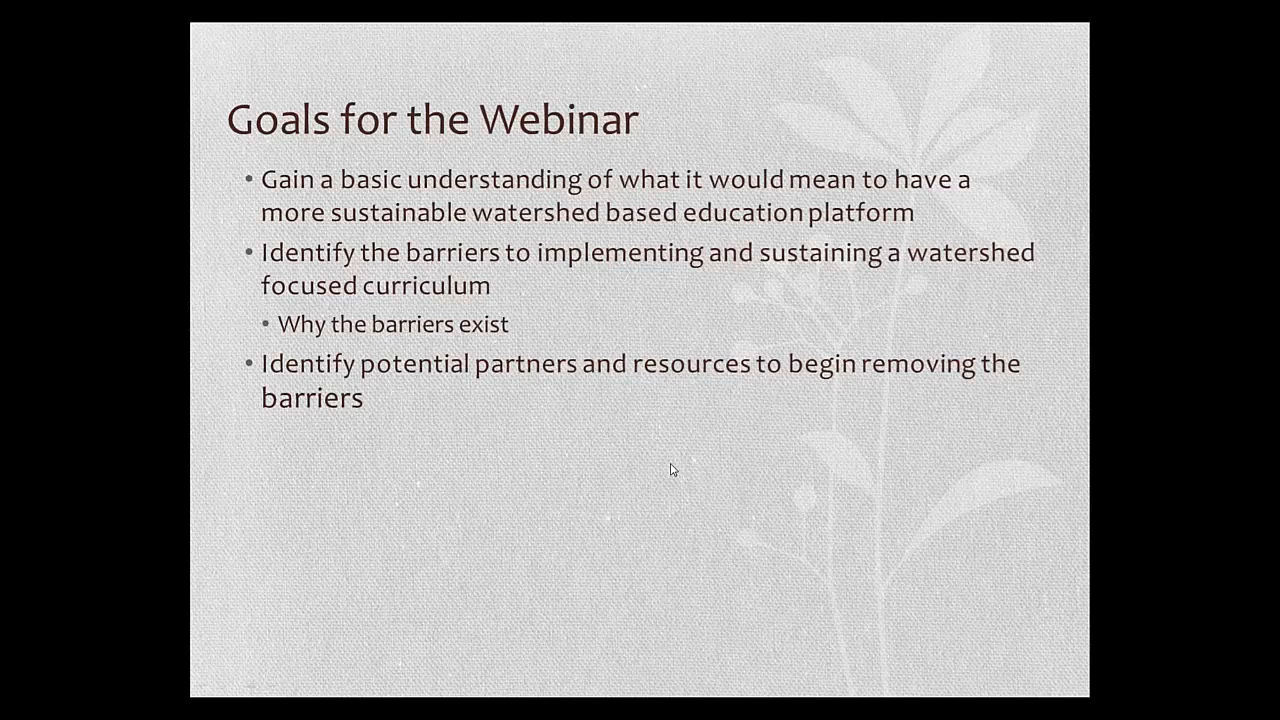 Goals for the Webinar
• Gain a basic understanding of what it would mean to have a
more sustainable watershed based education platform
• Identify the barriers to implementing and sustaining a watershed
focused curriculum
• Why the barriers exist
• Identify potential partners and resources to begin removing the
barriers